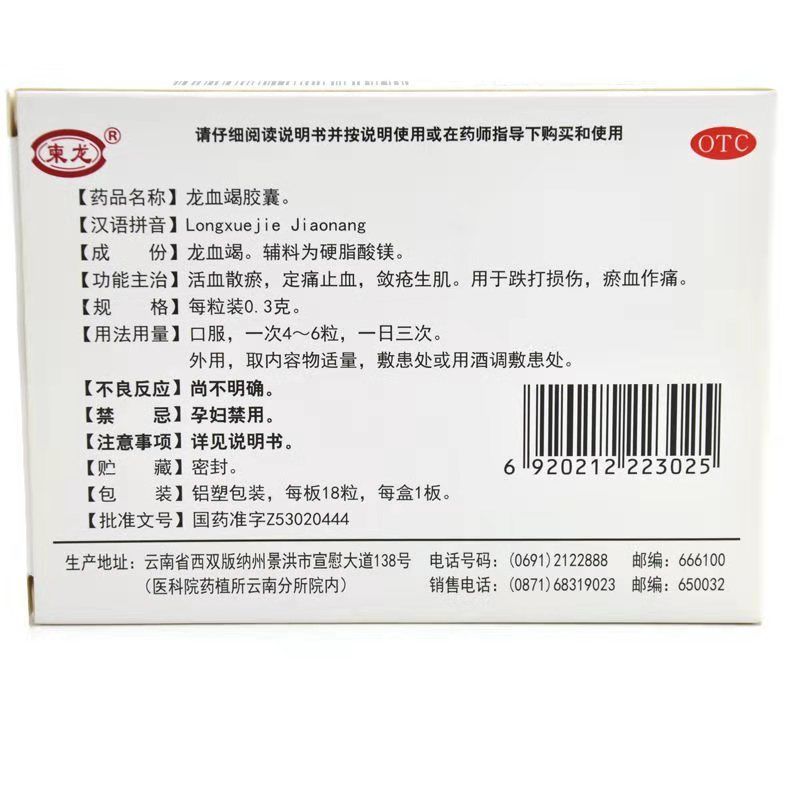 柬龙®
请仔细阅读说明书并按说明使用或在药师指导下购买和使用
OTC
【药品名称】龙血竭胶囊。
【汉语拼音】Longxuejie Jiaonang
【成　份】龙血竭。辅料为硬脂酸镁。
【功能主治】活血散瘀，定痛止血，敛疮生肌。用于跌打损伤，瘀血作痛。
【规　格】每粒装0.3克。
【用法用量】口服，一次4～6粒，一日三次。
外用，取内容物适量，敷患处或用酒调敷患处。
【不良反应】尚不明确。
【禁　忌】孕妇禁用。
【注意事项】详见说明书。
【贮　藏】密封。
【包　装】铝塑包装，每板18粒，每盒1板。
【批准文号】国药准字Z53020444
6 920212 223025
生产地址：云南省西双版纳州景洪市宣慰大道138号 电话号码：(0691)2122888 邮编：666100
（医科院药植所云南分所院内） 销售电话：(0871)68319023 邮编：650032